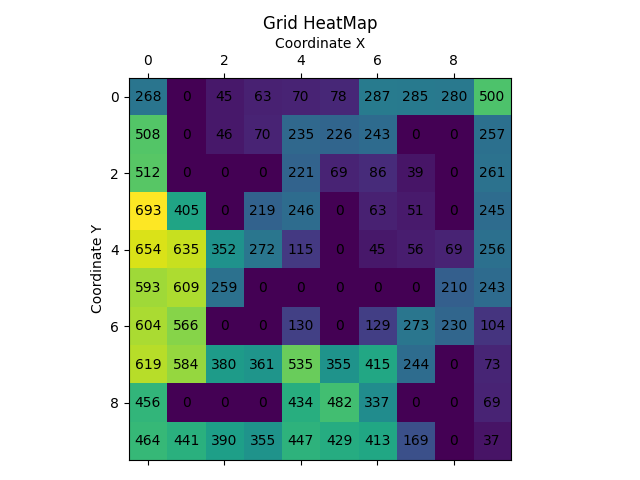 Grid HeatMap
Coordinate X
0 2 4 6 8
0 268 0 45 63 70 78 287 285 280 500
508 0 46 70 235 226 243 0 0 257
2 512 0 0 0 221 69 86 39 0 261
693 405 0 219 246 0 63 51 0 245
4 654 635 352 272 115 0 45 56 69 256
593 609 259 0 0 0 0 0 210 243
6 604 566 0 0 130 0 129 273 230 104
619 584 380 361 535 355 415 244 0 73
8 456 0 0 0 434 482 337 0 0 69
464 441 390 355 447 429 413 169 0 37
Coordinate Y